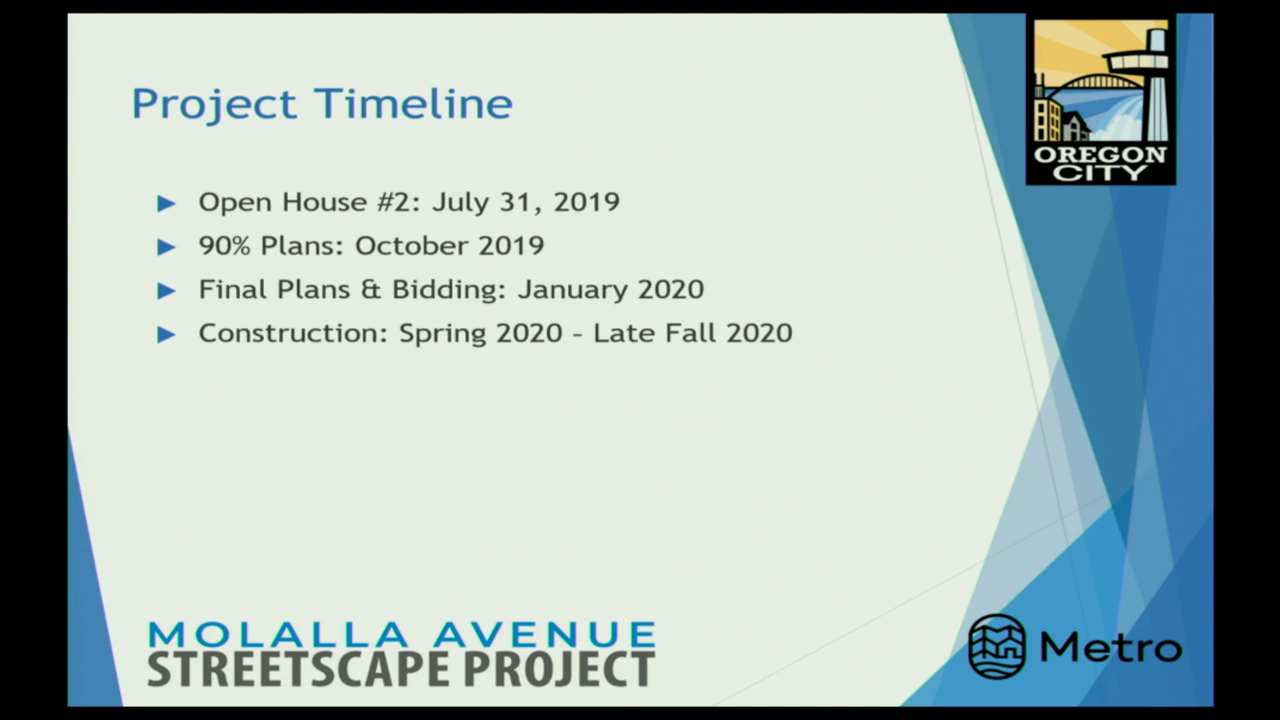 Project Timeline
OREGON
CITY
Open House #2: July 31, 2019
90% Plans: October 2019
Final Plans & Bidding: January 2020
Construction: Spring 2020 - Late Fall 2020
MOLALLA AVENUE
STREETSCAPE PROJECT
Metro